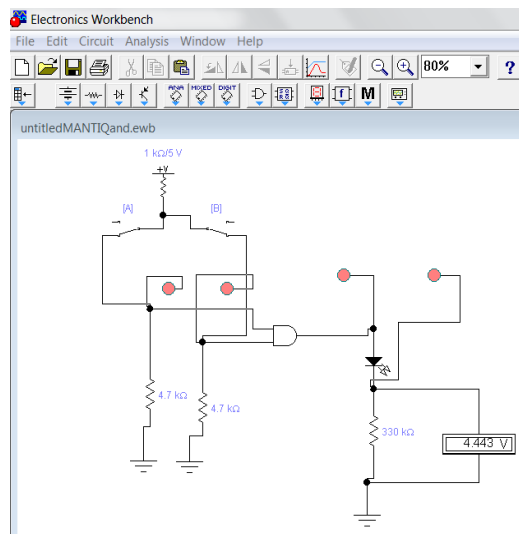 Electronics Workbench
File Edit Circuit Analysis Window Help
80% ?
ANA MIXED DIGIT M
untitledMANTIQand.ewb
1 kΩ/5 V
+V
[A] [B]
4.7 kΩ
4.7 kΩ
330 kΩ
4.443 V